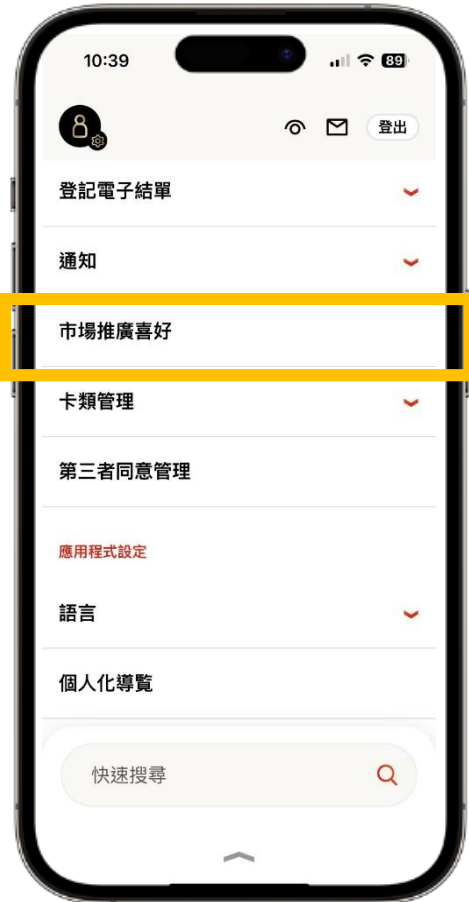 10:39
89
登出
登記電子結單
通知
市場推廣喜好
卡類管理
第三者同意管理
應用程式設定
語言
個人化導覧
快速搜尋